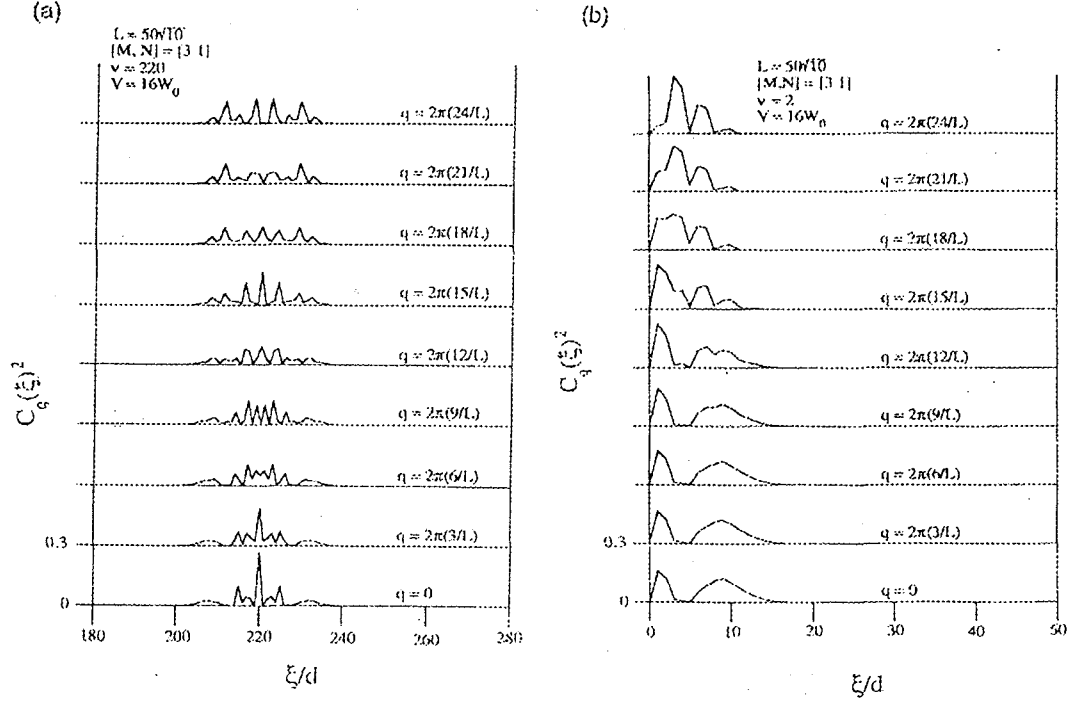 (a)
L = 50√10
[M, N] = [3 1]
ν = 220
V = 16W₀
q = 2π(24/L)
q = 2π(21/L)
q = 2π(18/L)
q = 2π(15/L)
q = 2π(12/L)
q = 2π(9/L)
q = 2π(6/L)
q = 2π(3/L)
q = 0
C_q(ξ)²
0.3
0
180
200
220
240
260
280
ξ/d
(b)
L = 50√10
[M,N] = [3 1]
ν = 2
V = 16W₀
q = 2π(24/L)
q = 2π(21/L)
q = 2π(18/L)
q = 2π(15/L)
q = 2π(12/L)
q = 2π(9/L)
q = 2π(6/L)
q = 2π(3/L)
q = 0
C_q(ξ)²
0.3
0
0
10
20
30
40
50
ξ/d